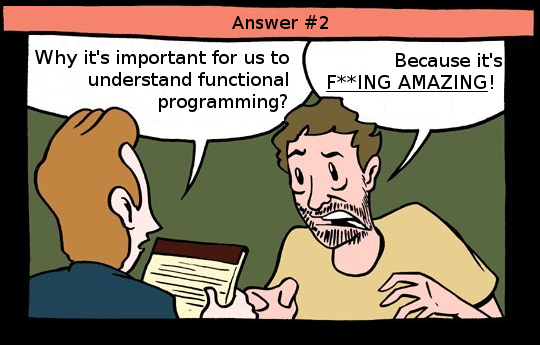 Answer #2
Why it's important for us to
understand functional
programming?
Because it's
F**ING AMAZING!